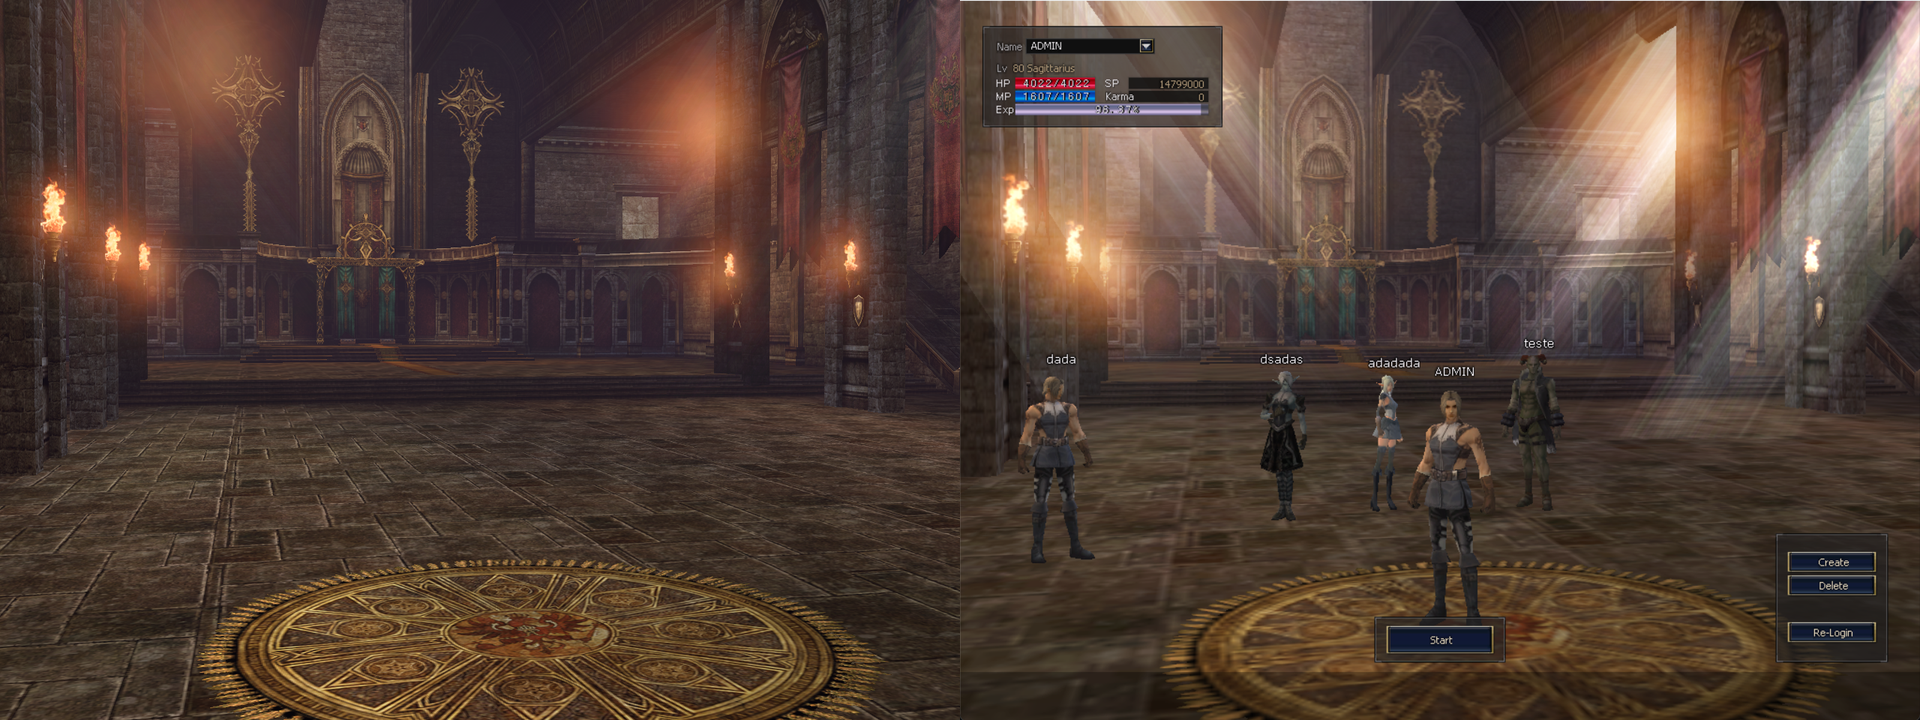 Name ADMIN
Lv 80 Sagittarius
HP 4022/4022 SP 14799000
MP 1607/1607 Karma 0
Exp
teste
dada
dsadas
adadada
ADMIN
Create
Delete
Re-Login
Start